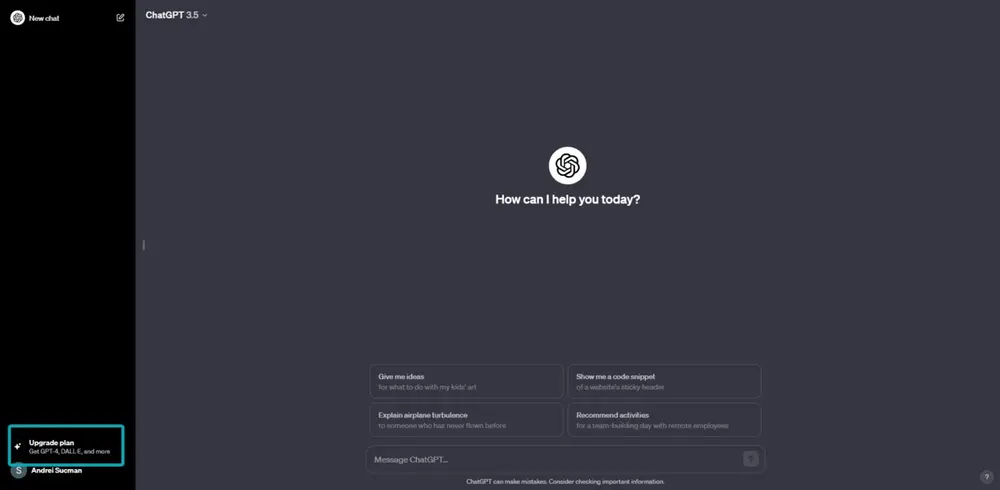 New chat
ChatGPT 3.5
How can I help you today?
Give me ideas
for what to do with my kids' art
Show me a code snippet
of a website's sticky header
Explain airplane turbulence
to someone who has never flown before
Recommend activities
for a team-building day with remote employees
Upgrade plan
Get GPT-4, DALL·E, and more
S
Andrei Sucman
Message ChatGPT...
ChatGPT can make mistakes. Consider checking important information.
?